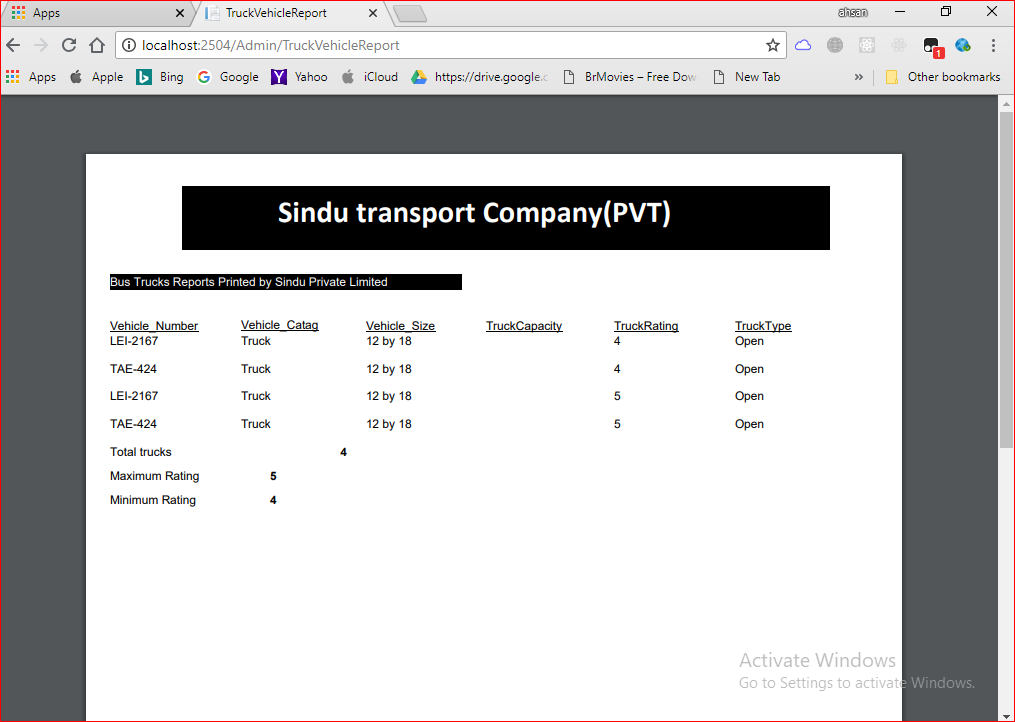 Apps
TruckVehicleReport
ahsan
localhost:2504/Admin/TruckVehicleReport
1
Apps Apple Bing Google Yahoo iCloud https://drive.google.c BrMovies – Free Dow New Tab » Other bookmarks
Sindu transport Company(PVT)
Bus Trucks Reports Printed by Sindu Private Limited
Vehicle_Number Vehicle_Catag Vehicle_Size TruckCapacity TruckRating TruckType
LEI-2167 Truck 12 by 18 4 Open
TAE-424 Truck 12 by 18 4 Open
LEI-2167 Truck 12 by 18 5 Open
TAE-424 Truck 12 by 18 5 Open
Total trucks 4
Maximum Rating 5
Minimum Rating 4
Activate Windows
Go to Settings to activate Windows.